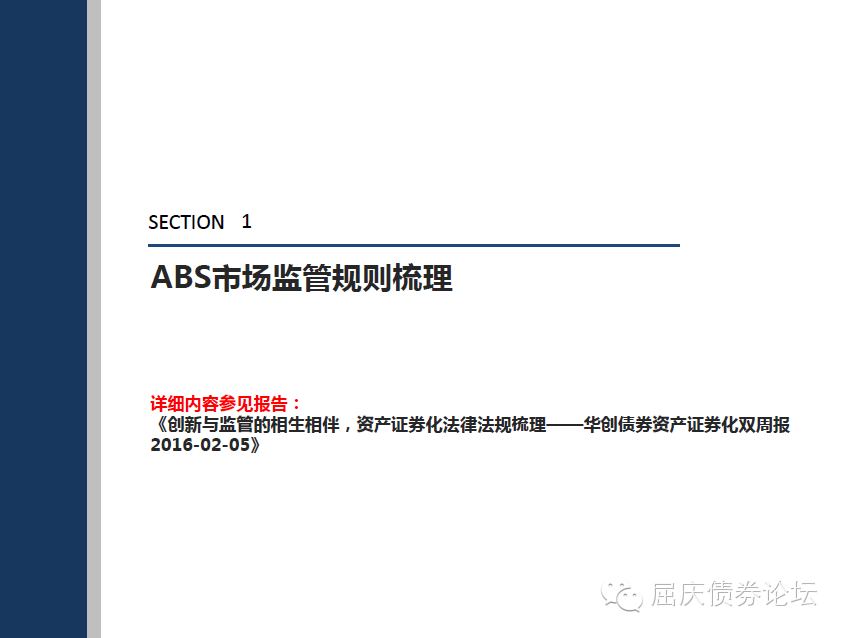 SECTION 1
ABS市场监管规则梳理
详细内容参见报告：
《创新与监管的相生相伴，资产证券化法律法规梳理——华创债券资产证券化双周报
2016-02-05》
屈庆债券论坛